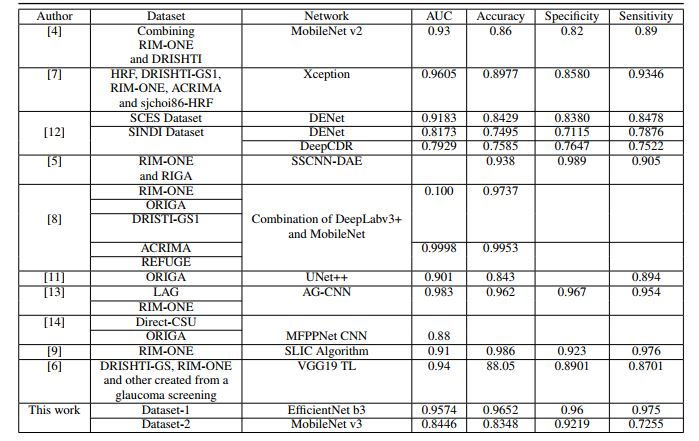 Author Dataset Network AUC Accuracy Specificity Sensitivity
[4] Combining MobileNet v2 0.93 0.86 0.82 0.89
RIM-ONE
and DRISHTI
[7] HRF, DRISHTI-GS1, Xception 0.9605 0.8977 0.8580 0.9346
RIM-ONE, ACRIMA
and sjchoi86-HRF
SCES Dataset DENet 0.9183 0.8429 0.8380 0.8478
[12] SINDI Dataset DENet 0.8173 0.7495 0.7115 0.7876
DeepCDR 0.7929 0.7585 0.7647 0.7522
[5] RIM-ONE SSCNN-DAE 0.938 0.989 0.905
and RIGA
RIM-ONE 0.100 0.9737
ORIGA
[8] DRISTI-GS1 Combination of DeepLabv3+
and MobileNet
ACRIMA 0.9998 0.9953
REFUGE
[11] ORIGA UNet++ 0.901 0.843 0.894
[13] LAG AG-CNN 0.983 0.962 0.967 0.954
RIM-ONE
[14] Direct-CSU
ORIGA MFPPNet CNN 0.88
[9] RIM-ONE SLIC Algorithm 0.91 0.986 0.923 0.976
[6] DRISHTI-GS, RIM-ONE VGG19 TL 0.94 88.05 0.8901 0.8701
and other created from a
glaucoma screening
This work Dataset-1 EfficientNet b3 0.9574 0.9652 0.96 0.975
Dataset-2 MobileNet v3 0.8446 0.8348 0.9219 0.7255